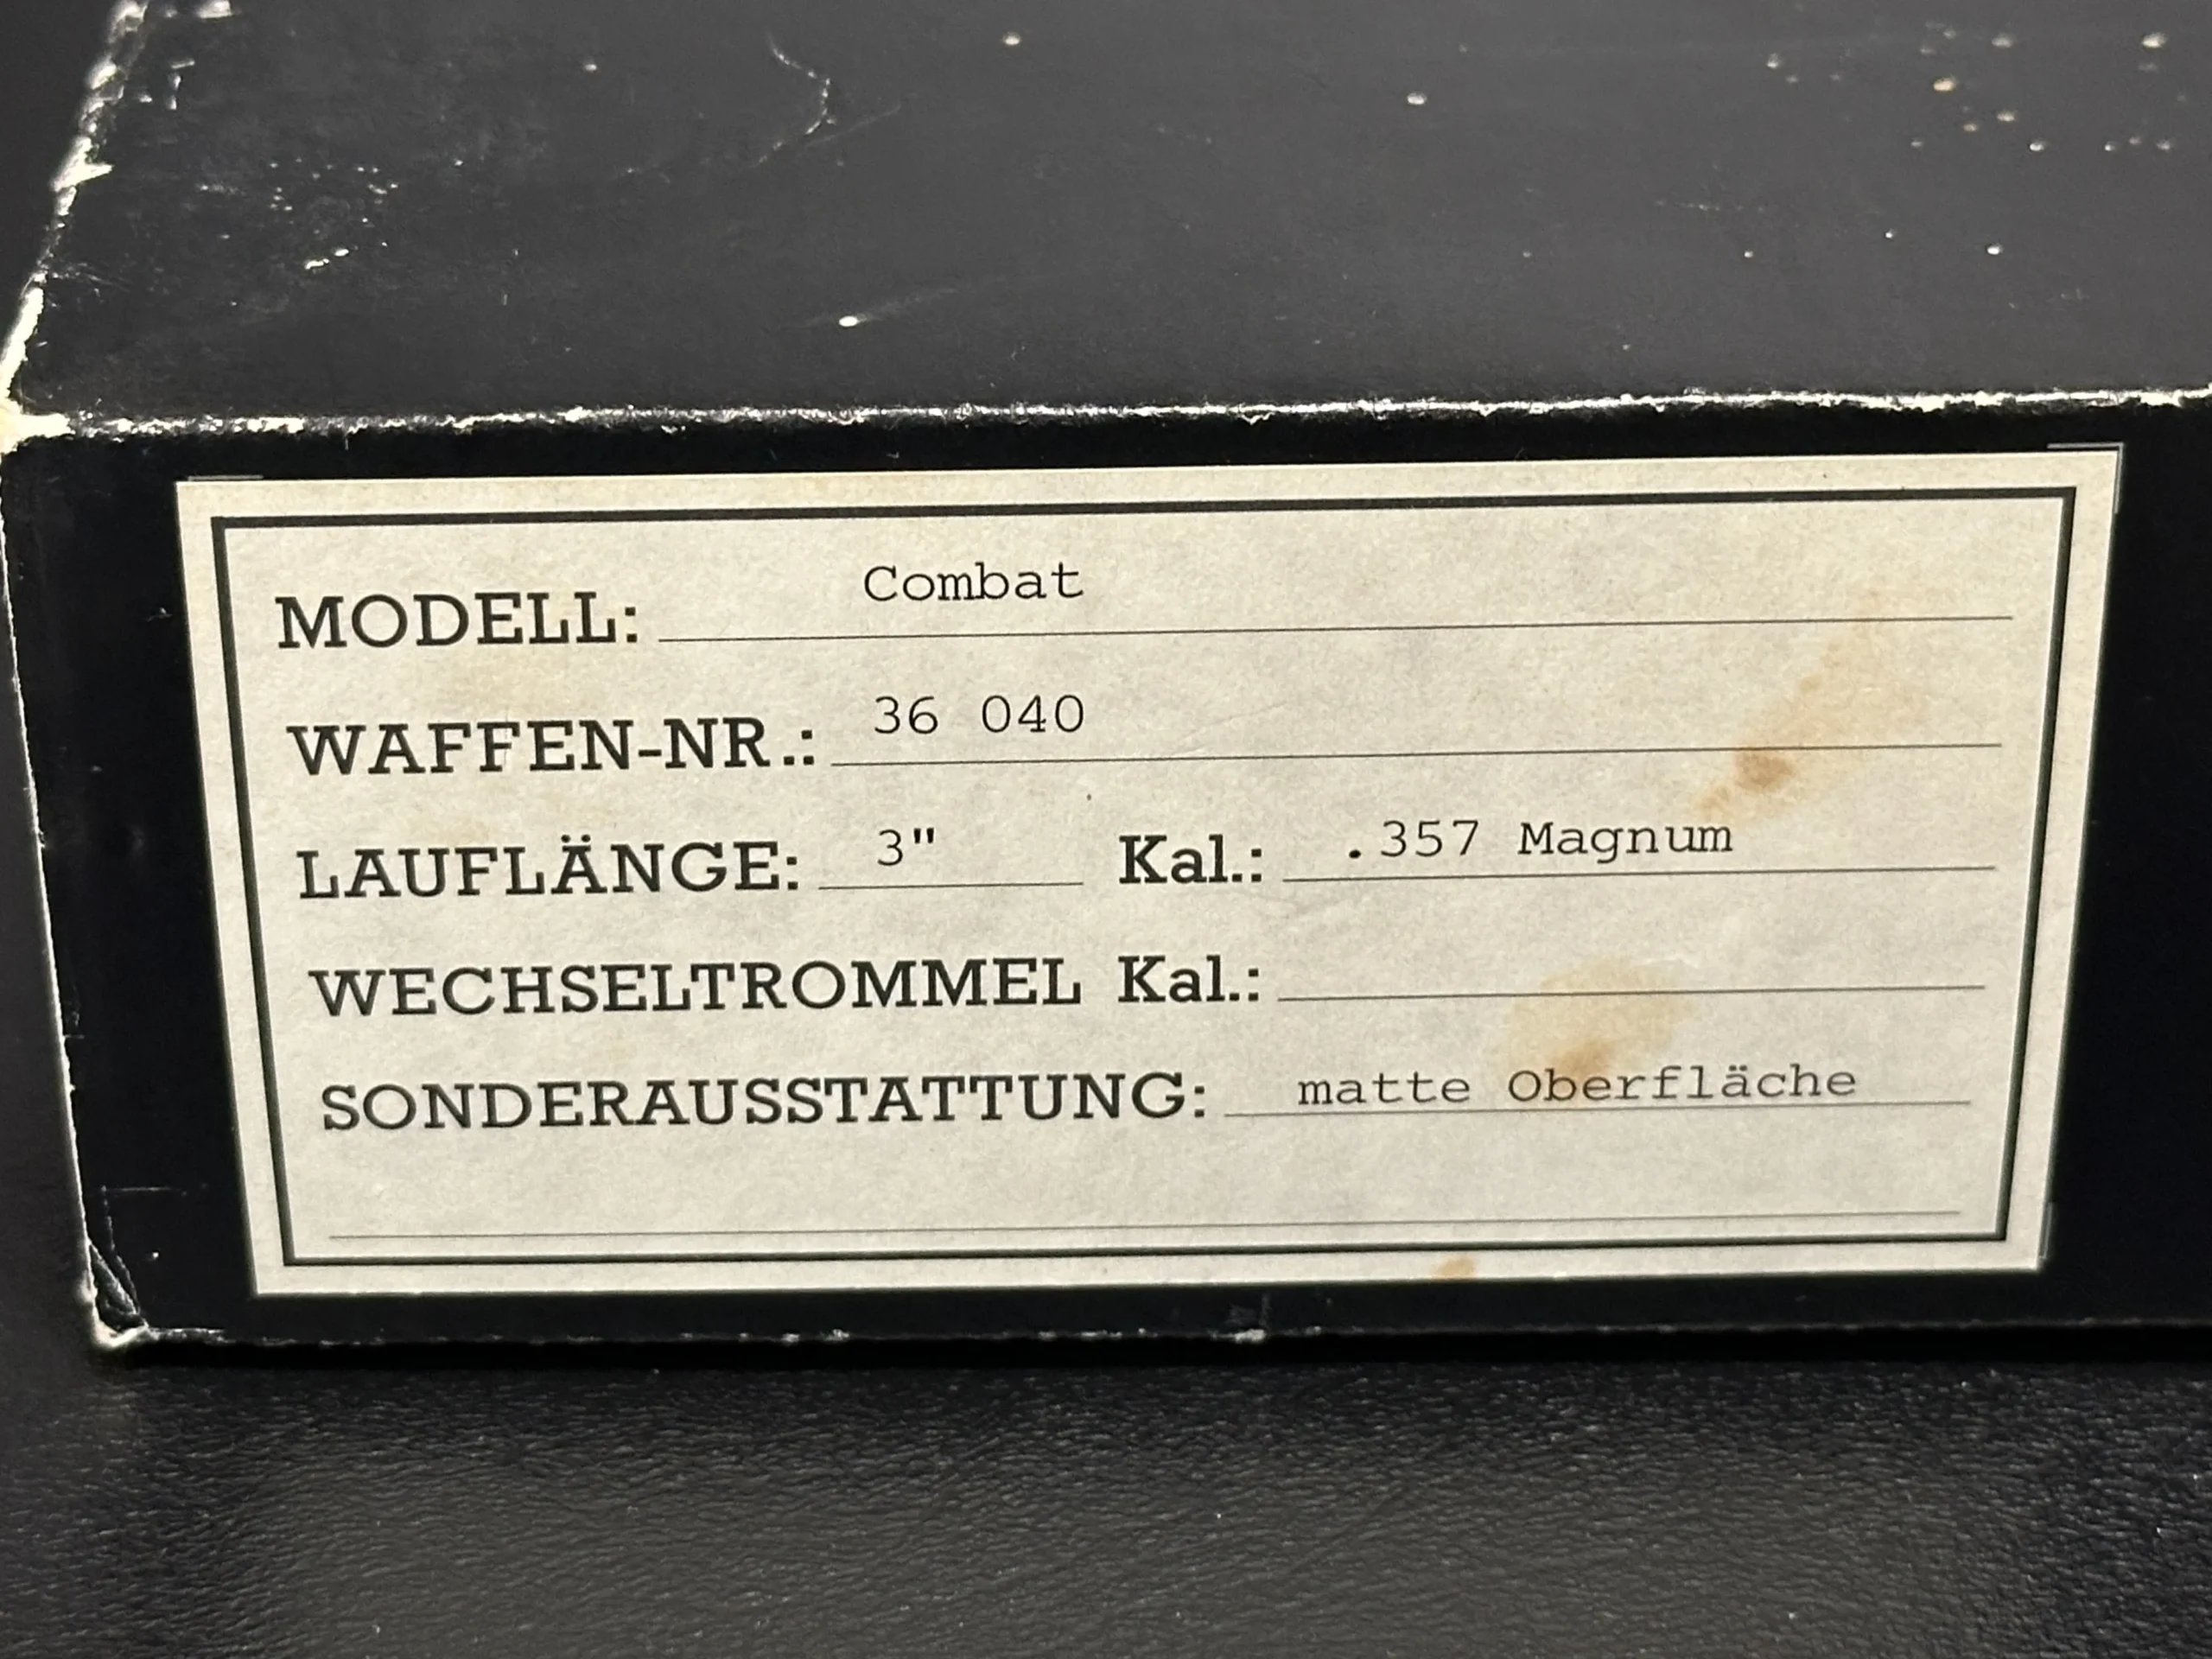 MODELL: Combat
WAFFEN-NR.: 36 040
LAUFLÄNGE: 3" Kal.: .357 Magnum
WECHSELTROMMEL Kal.:
SONDERAUSSTATTUNG: matte Oberfläche